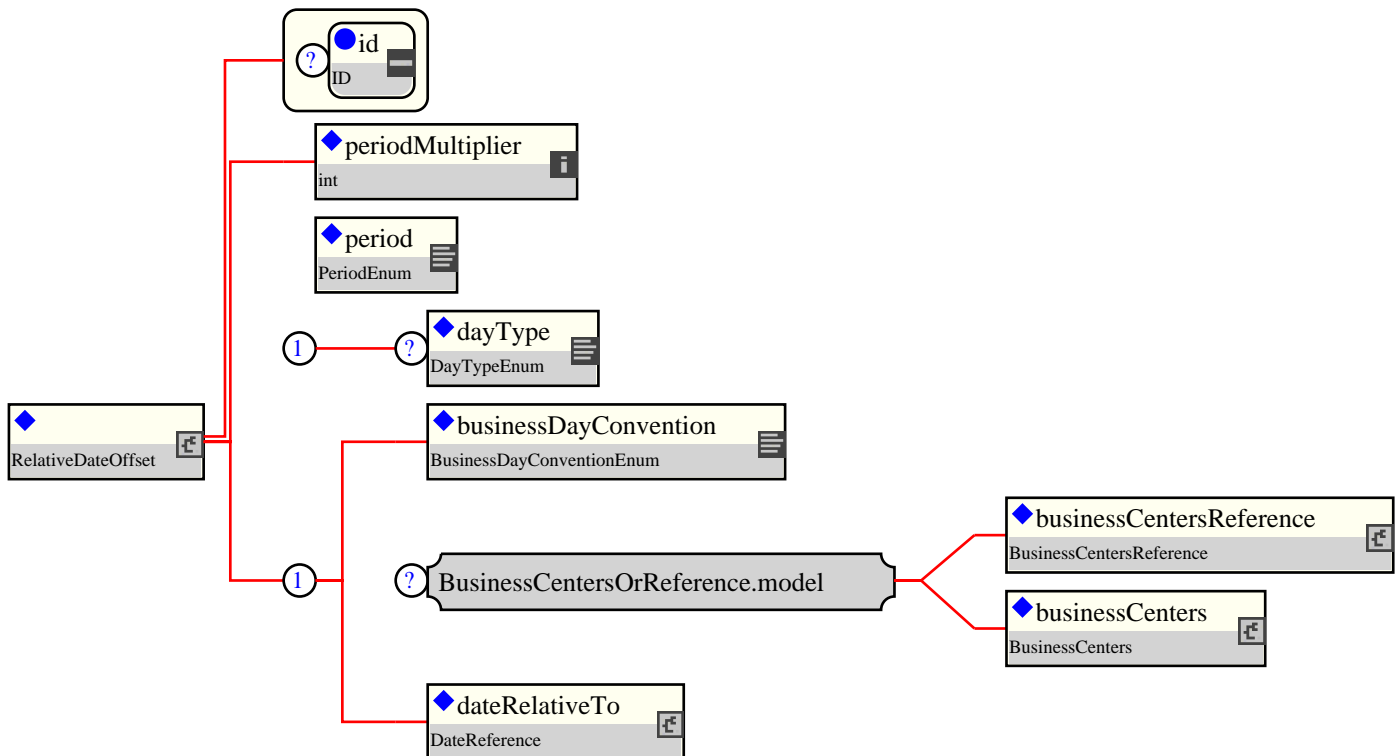 ? id
ID
periodMultiplier
i
int
period
PeriodEnum
1 ? dayType
DayTypeEnum
RelativeDateOffset
businessDayConvention
BusinessDayConventionEnum
businessCentersReference
BusinessCentersReference
1 ? BusinessCentersOrReference.model
businessCenters
BusinessCenters
dateRelativeTo
DateReference